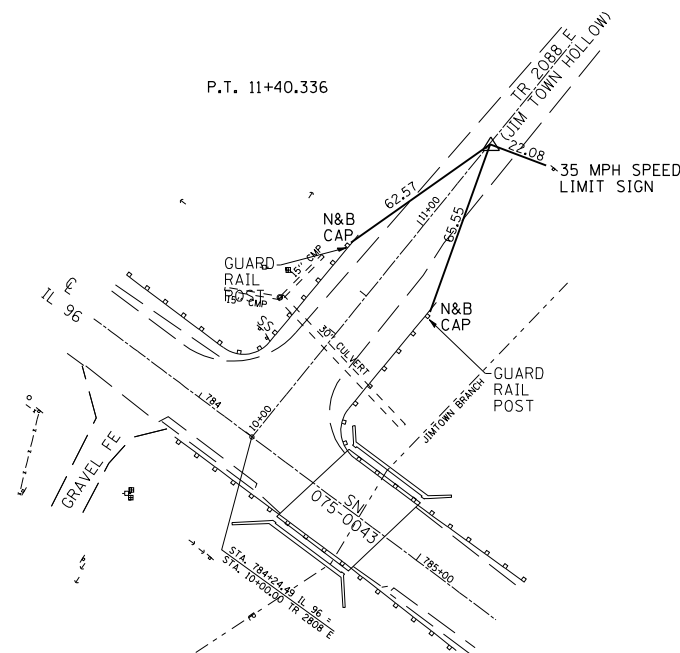 P.T. 11+40.336
TR 2088 E
(JIM TOWN HOLLOW)
22.08
35 MPH SPEED
LIMIT SIGN
62.57
11+00
65.55
N&B
CAP
GUARD
RAIL
POST
15" CMP
15" CMP
SS
30" CULVERT
N&B
CAP
GUARD
RAIL
POST
JIMTOWN BRANCH
℄
IL 96
784
10+00
GRAVEL FE
SN
075-0043
785+00
STA. 784+24.49 IL 96 =
STA. 10+00.00 TR 2808 E